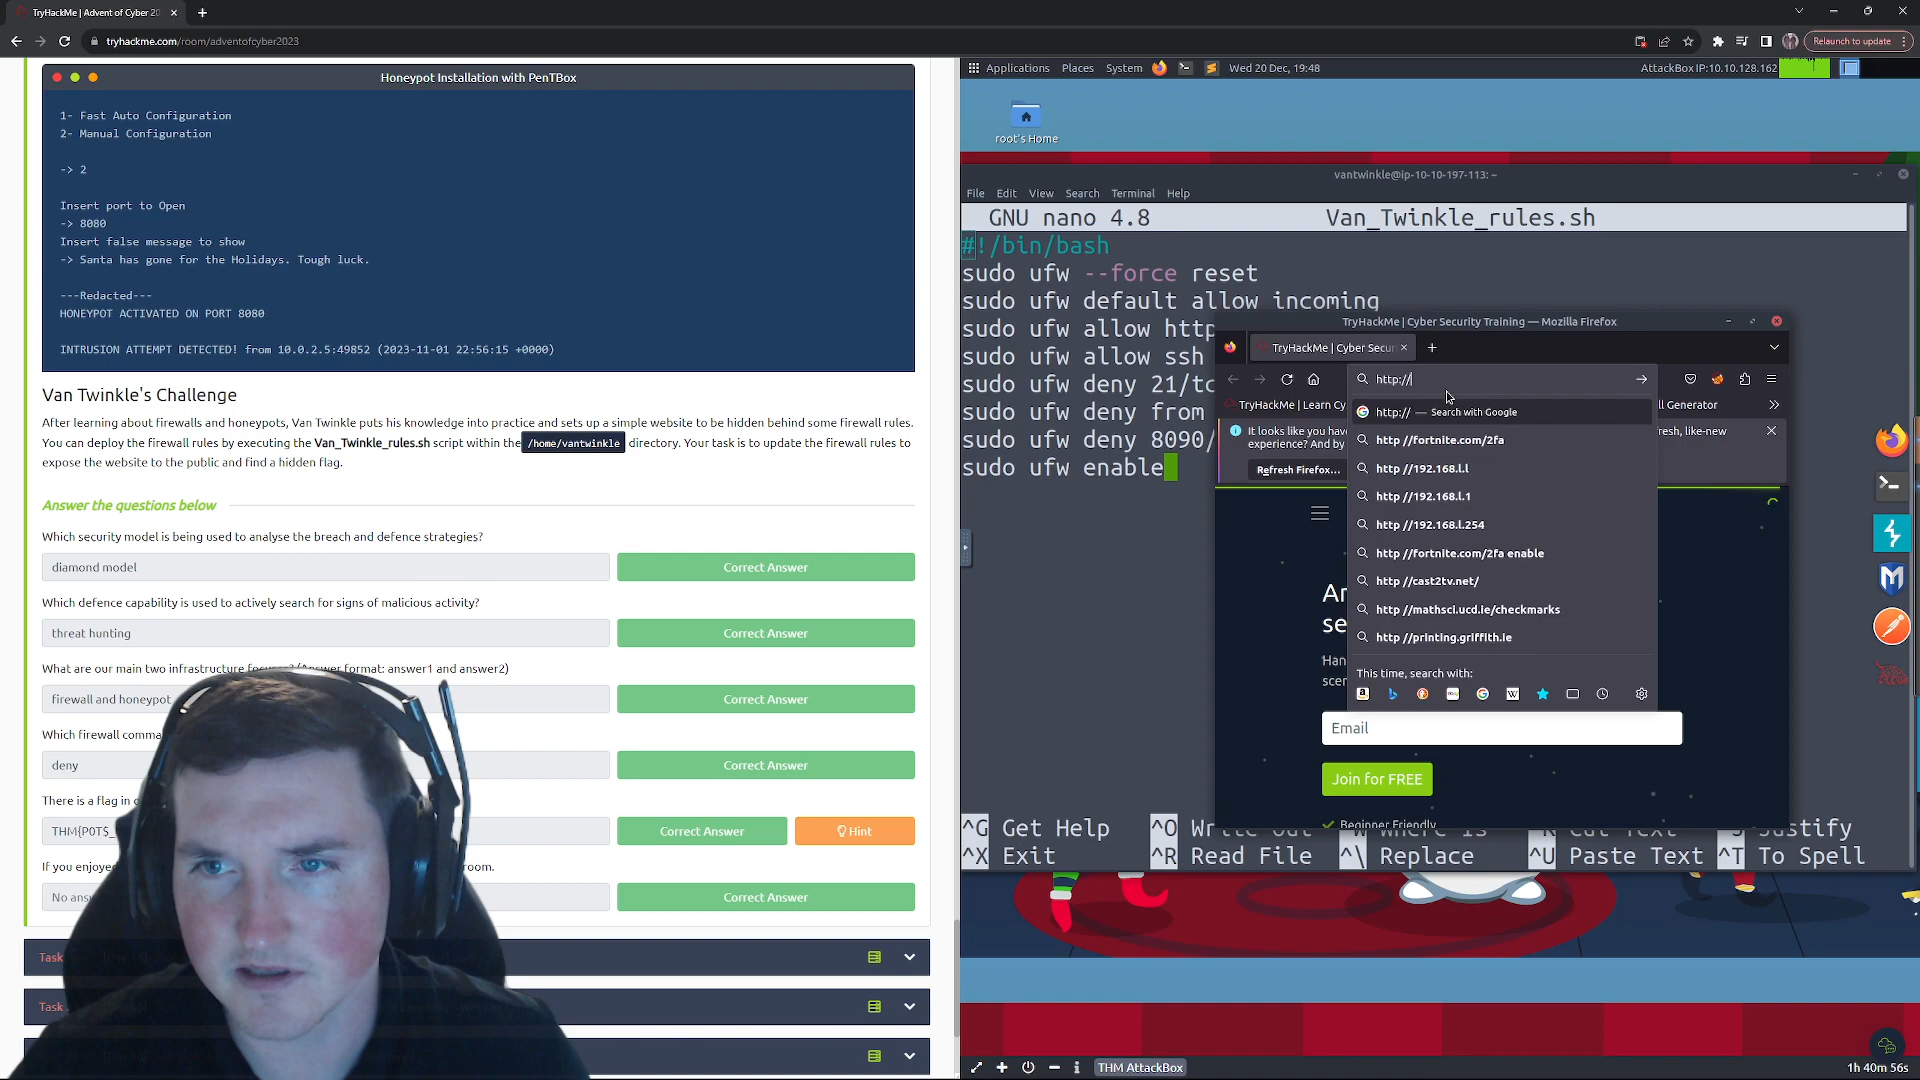 TryHackMe | Advent of Cyber 20
tryhackme.com/room/adventofcyber2023
Relaunch to update
Honeypot Installation with PenTBox
1- Fast Auto Configuration
2- Manual Configuration
-> 2
Insert port to Open
-> 8080
Insert false message to show
-> Santa has gone for the Holidays. Tough luck.
---Redacted---
HONEYPOT ACTIVATED ON PORT 8080
INTRUSION ATTEMPT DETECTED! from 10.0.2.5:49852 (2023-11-01 22:56:15 +0000)
Van Twinkle's Challenge
After learning about firewalls and honeypots, Van Twinkle puts his knowledge into practice and sets up a simple website to be hidden behind some firewall rules.
You can deploy the firewall rules by executing the Van_Twinkle_rules.sh script within the /home/vantwinkle directory. Your task is to update the firewall rules to
expose the website to the public and find a hidden flag.
Answer the questions below
Which security model is being used to analyse the breach and defence strategies?
diamond model
Correct Answer
Which defence capability is used to actively search for signs of malicious activity?
threat hunting
Correct Answer
What are our main two infrastructure (Answer format: answer1 and answer2)
firewall and honeypot
Correct Answer
Which firewall comma
deny
Correct Answer
There is a flag in
THM{P0T$_
Correct Answer
Hint
If you enjoyed
room.
No ans
Correct Answer
Task
Task
Applications Places System
Wed 20 Dec, 19:48
AttackBox IP:10.10.128.162
root's Home
vantwinkle@ip-10-10-197-113: ~
File Edit View Search Terminal Help
GNU nano 4.8 Van_Twinkle_rules.sh
#!/bin/bash
sudo ufw --force reset
sudo ufw default allow incoming
sudo ufw allow http
sudo ufw allow ssh
sudo ufw deny 21/tc
sudo ufw deny from
sudo ufw deny 8090/
sudo ufw enable
TryHackMe | Cyber Security Training — Mozilla Firefox
TryHackMe | Cyber Secur
http://
TryHackMe | Learn Cy
ll Generator
http:// — Search with Google
It looks like you have
experience? And by
resh, like-new
Refresh Firefox...
http://fortnite.com/2fa
http://192.168.l.l
http://192.168.l.1
http://192.168.l.254
http://fortnite.com/2fa enable
http://cast2tv.net/
http://mathsci.ucd.ie/checkmarks
http://printing.griffith.ie
This time, search with:
An
se
Han
scen
Email
Join for FREE
Beginner Friendly
^G Get Help ^O Write Out ^W Where Is ^K Cut Text ^J Justify
^X Exit ^R Read File ^\ Replace ^U Paste Text ^T To Spell
THM AttackBox
1h 40m 56s